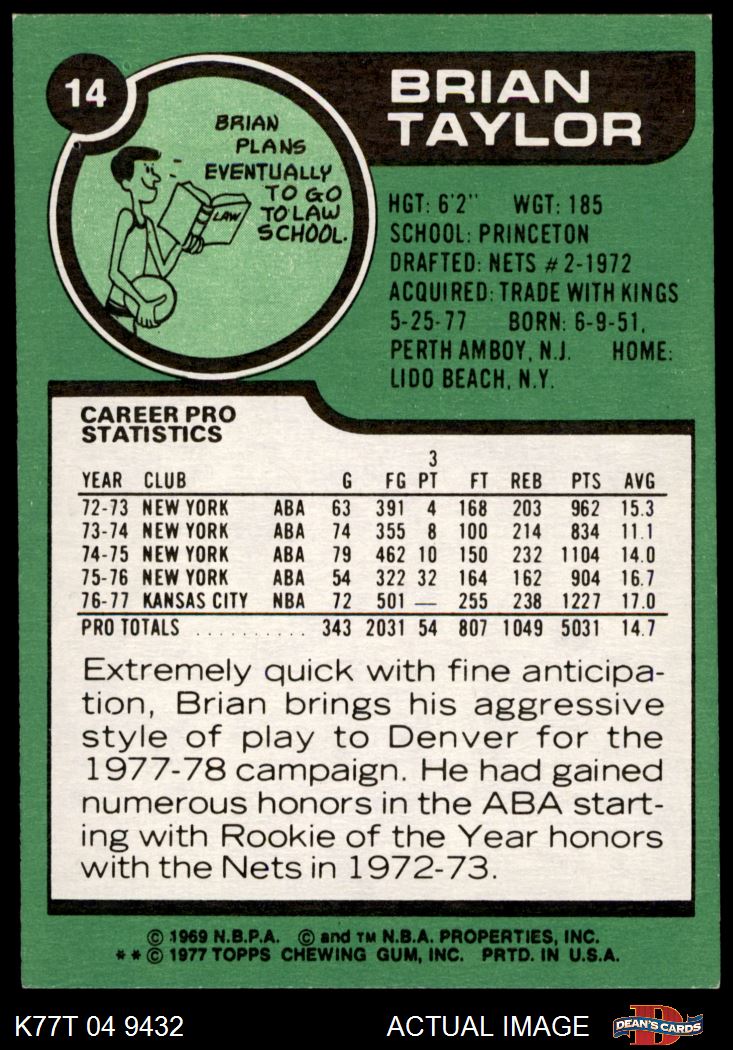 14
BRIAN
TAYLOR
BRIAN
PLANS
EVENTUALLY
TO GO
TO LAW
SCHOOL.
LAW
HGT: 6'2" WGT: 185
SCHOOL: PRINCETON
DRAFTED: NETS #2-1972
ACQUIRED: TRADE WITH KINGS
5-25-77 BORN: 6-9-51,
PERTH AMBOY, N.J. HOME:
LIDO BEACH, N.Y.
CAREER PRO
STATISTICS
3
YEAR CLUB G FG PT FT REB PTS AVG
72-73 NEW YORK ABA 63 391 4 168 203 962 15.3
73-74 NEW YORK ABA 74 355 8 100 214 834 11.1
74-75 NEW YORK ABA 79 462 10 150 232 1104 14.0
75-76 NEW YORK ABA 54 322 32 164 162 904 16.7
76-77 KANSAS CITY NBA 72 501 — 255 238 1227 17.0
PRO TOTALS .......... 343 2031 54 807 1049 5031 14.7
Extremely quick with fine anticipa-
tion, Brian brings his aggressive
style of play to Denver for the
1977-78 campaign. He had gained
numerous honors in the ABA start-
ing with Rookie of the Year honors
with the Nets in 1972-73.
© 1969 N.B.P.A. © and TM N.B.A. PROPERTIES, INC.
**© 1977 TOPPS CHEWING GUM, INC. PRTD. IN U.S.A.
K77T 04 9432 ACTUAL IMAGE DEAN'S CARDS